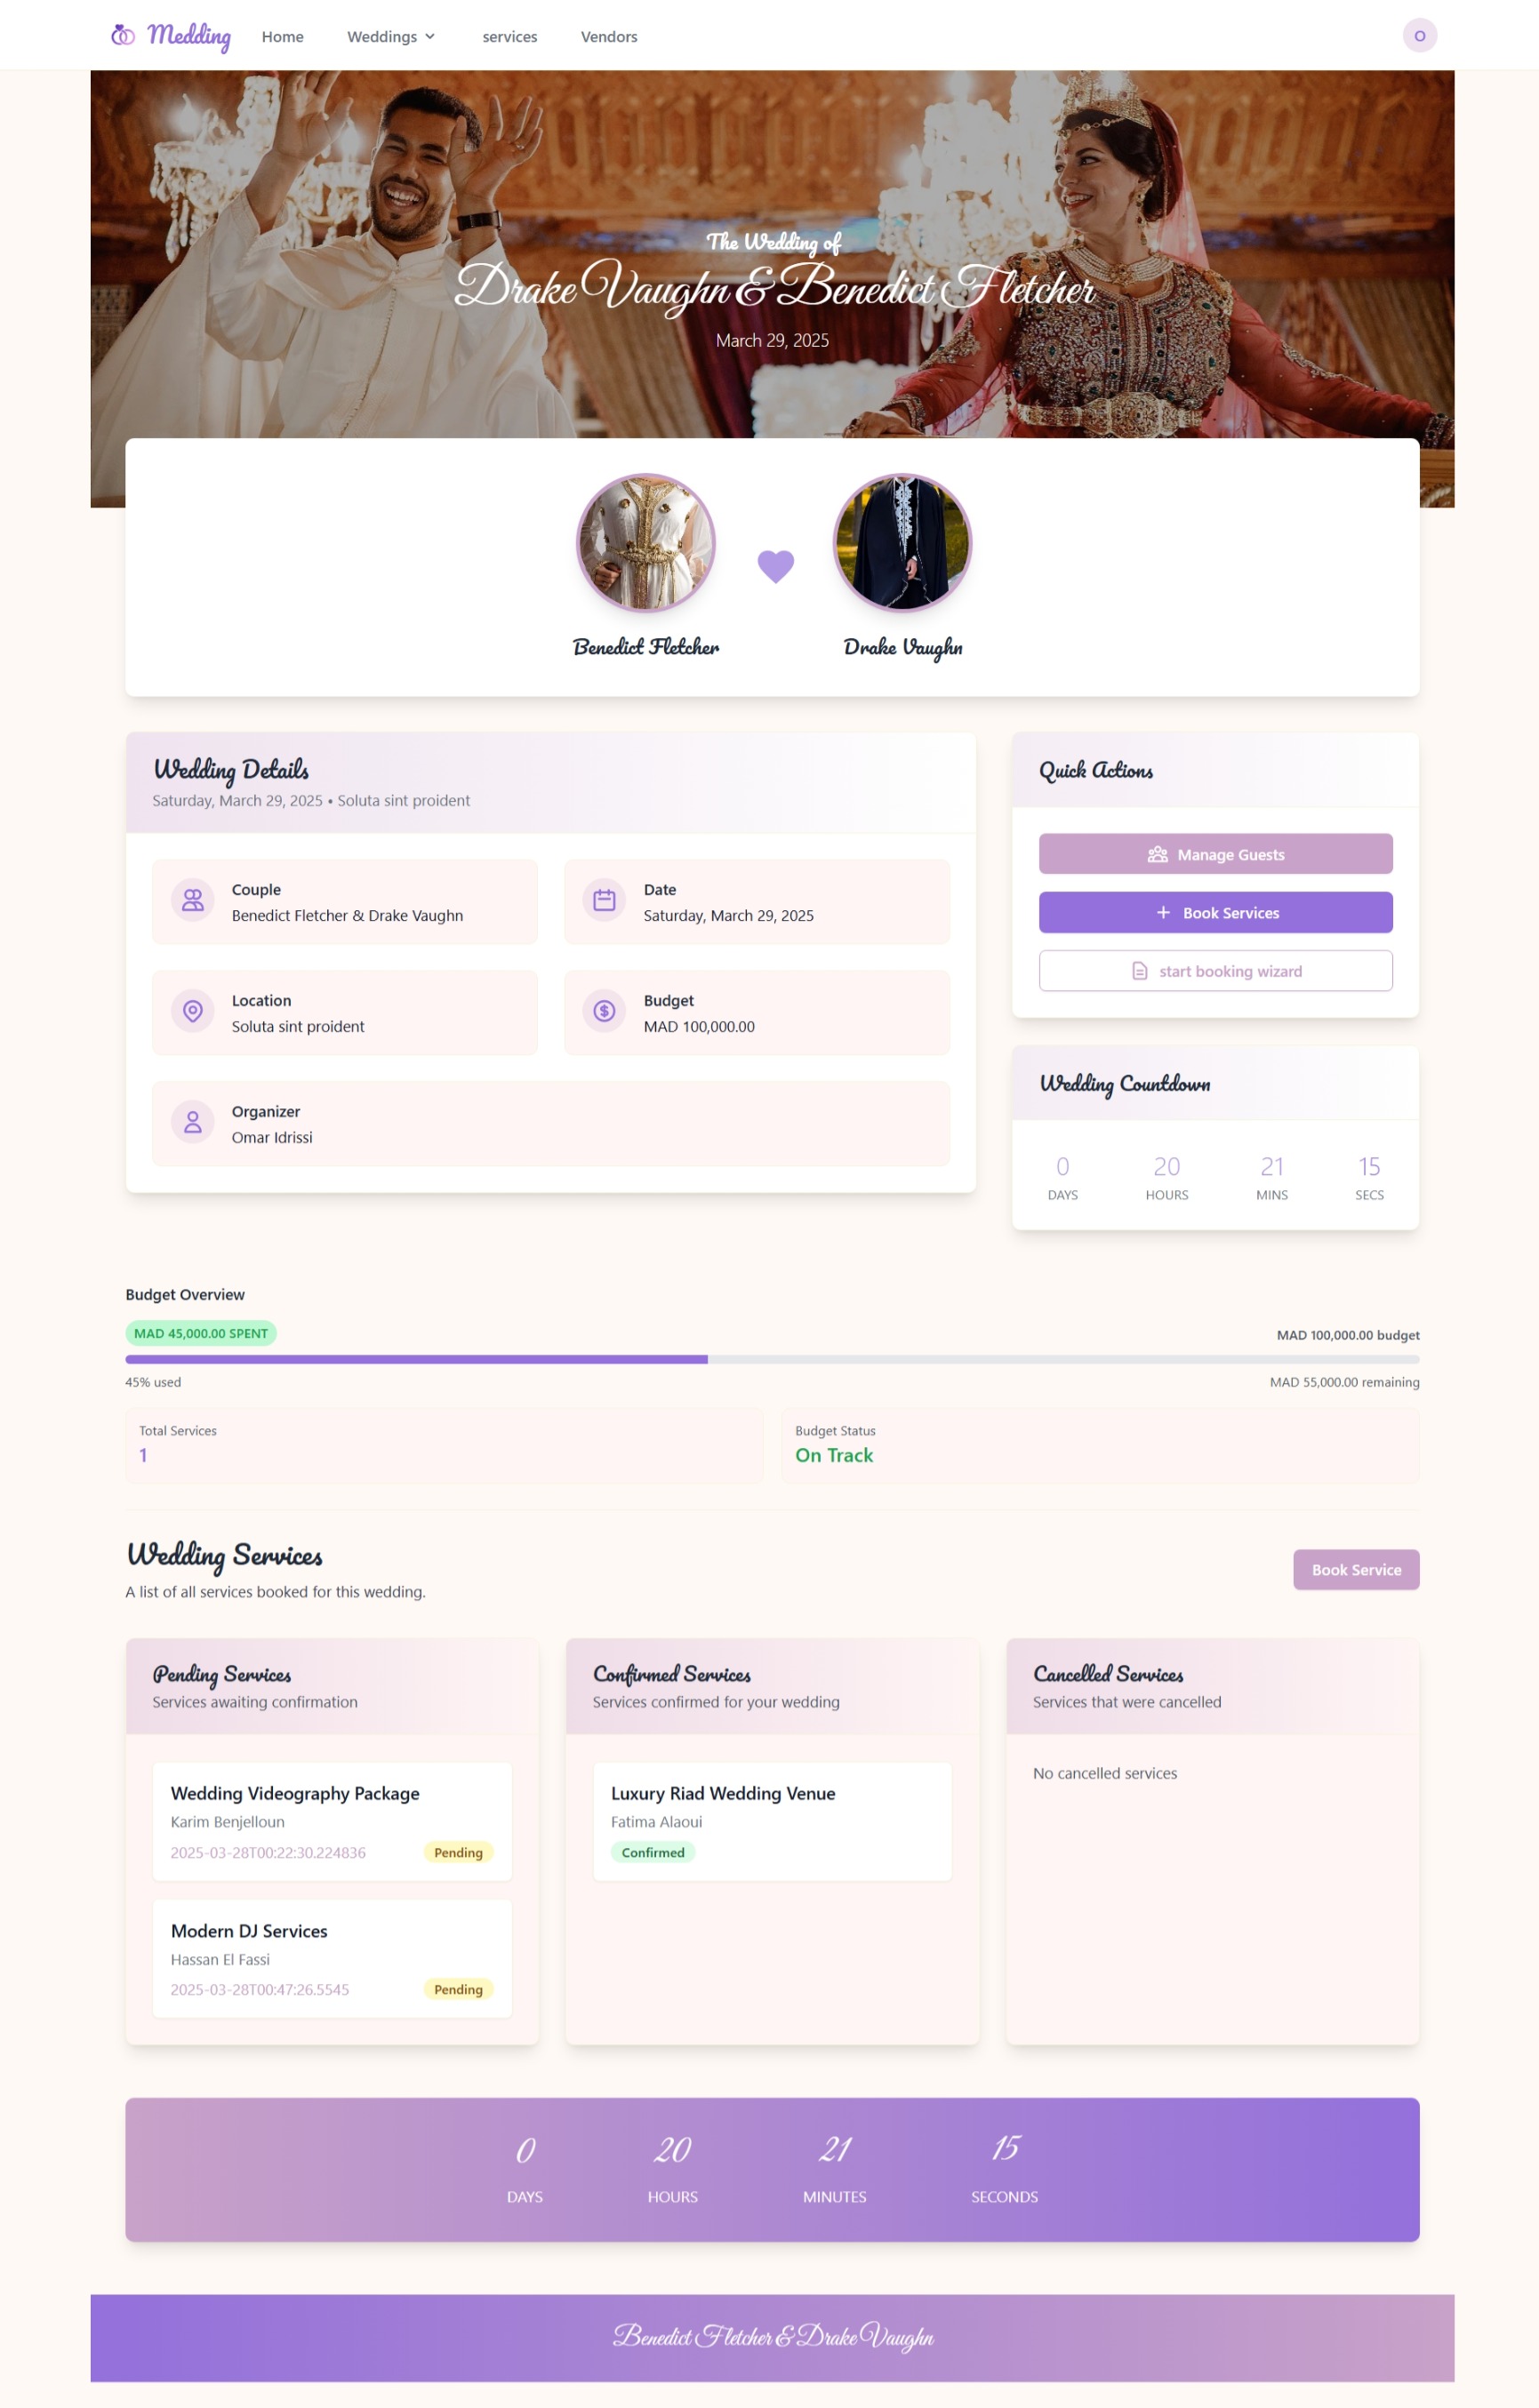 Medding
Home
Weddings
services
Vendors
O
The Wedding of
Drake Vaughn & Benedict Fletcher
March 29, 2025
Benedict Fletcher
Drake Vaughn
Wedding Details
Saturday, March 29, 2025 • Soluta sint proident
Couple
Benedict Fletcher & Drake Vaughn
Date
Saturday, March 29, 2025
Location
Soluta sint proident
Budget
MAD 100,000.00
Organizer
Omar Idrissi
Quick Actions
Manage Guests
Book Services
start booking wizard
Wedding Countdown
0 20 21 15
DAYS HOURS MINS SECS
Budget Overview
MAD 45,000.00 SPENT
MAD 100,000.00 budget
45% used
MAD 55,000.00 remaining
Total Services
1
Budget Status
On Track
Wedding Services
A list of all services booked for this wedding.
Book Service
Pending Services
Services awaiting confirmation
Wedding Videography Package
Karim Benjelloun
2025-03-28T00:22:30.224836
Pending
Modern DJ Services
Hassan El Fassi
2025-03-28T00:47:26.5545
Pending
Confirmed Services
Services confirmed for your wedding
Luxury Riad Wedding Venue
Fatima Alaoui
Confirmed
Cancelled Services
Services that were cancelled
No cancelled services
0 20 21 15
DAYS HOURS MINUTES SECONDS
Benedict Fletcher & Drake Vaughn